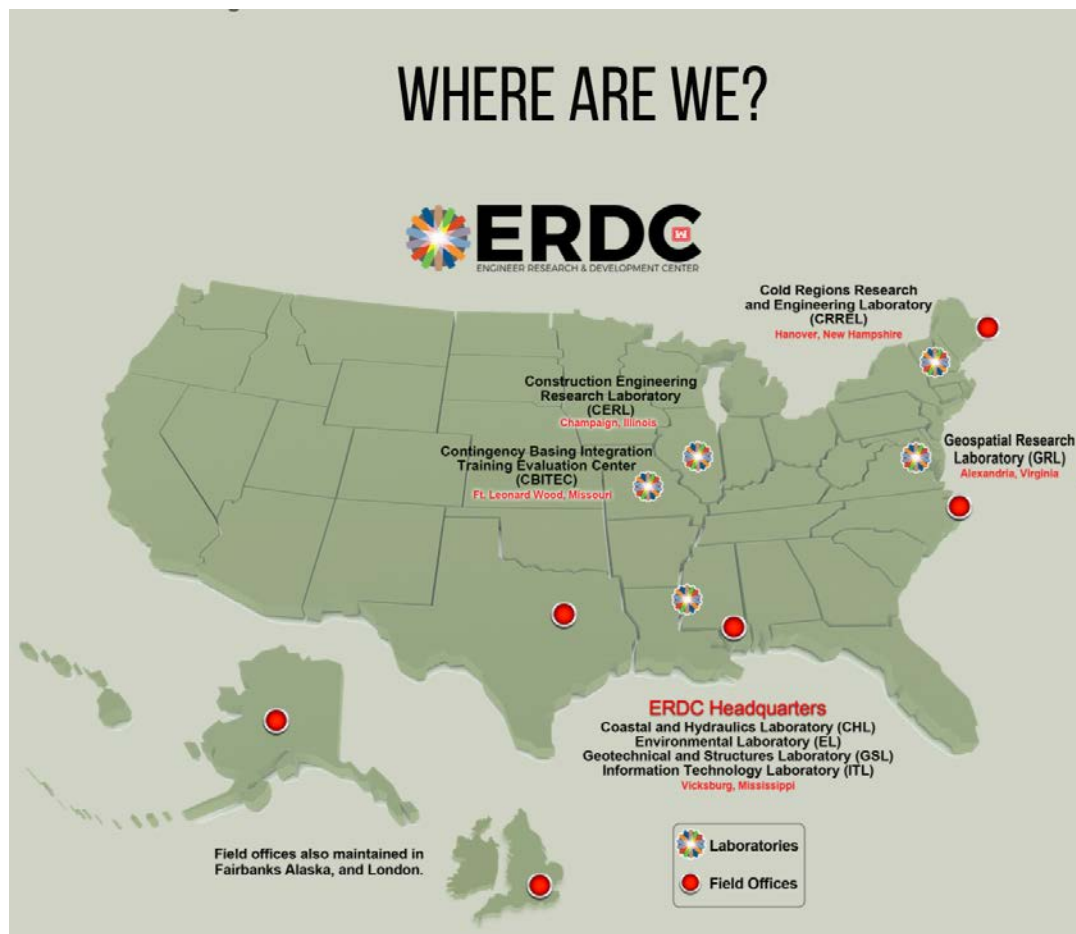 WHERE ARE WE?
ERDC
ENGINEER RESEARCH & DEVELOPMENT CENTER
Cold Regions Research
and Engineering Laboratory
(CRREL)
Hanover, New Hampshire
Construction Engineering
Research Laboratory
(CERL)
Champaign, Illinois
Contingency Basing Integration
Training Evaluation Center
(CBITEC)
Ft. Leonard Wood, Missouri
Geospatial Research
Laboratory (GRL)
Alexandria, Virginia
ERDC Headquarters
Coastal and Hydraulics Laboratory (CHL)
Environmental Laboratory (EL)
Geotechnical and Structures Laboratory (GSL)
Information Technology Laboratory (ITL)
Vicksburg, Mississippi
Field offices also maintained in
Fairbanks Alaska, and London.
Laboratories
Field Offices